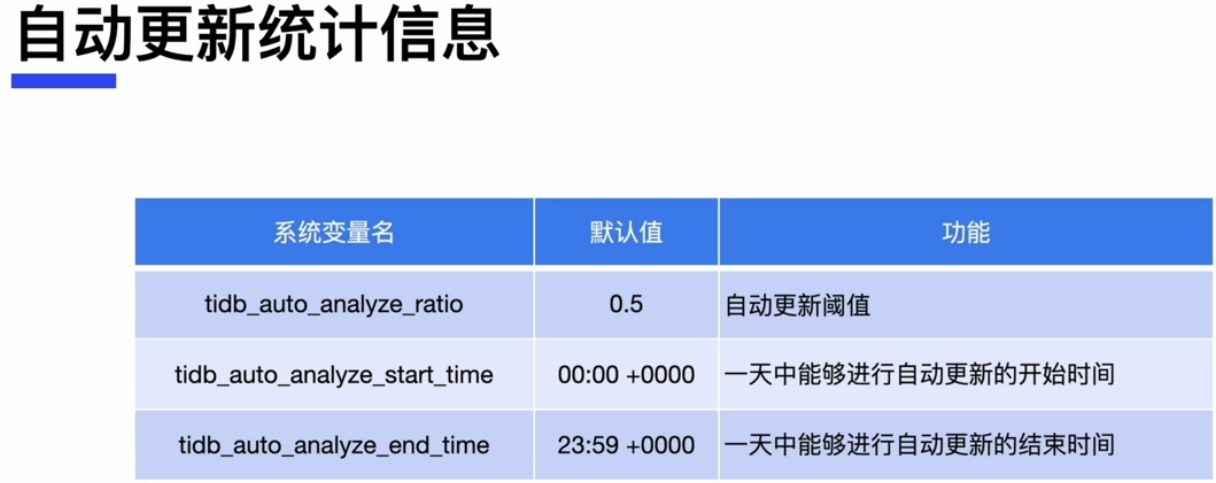 自动更新统计信息
系统变量名 默认值 功能
tidb_auto_analyze_ratio 0.5 自动更新阈值
tidb_auto_analyze_start_time 00:00 +0000 一天中能够进行自动更新的开始时间
tidb_auto_analyze_end_time 23:59 +0000 一天中能够进行自动更新的结束时间